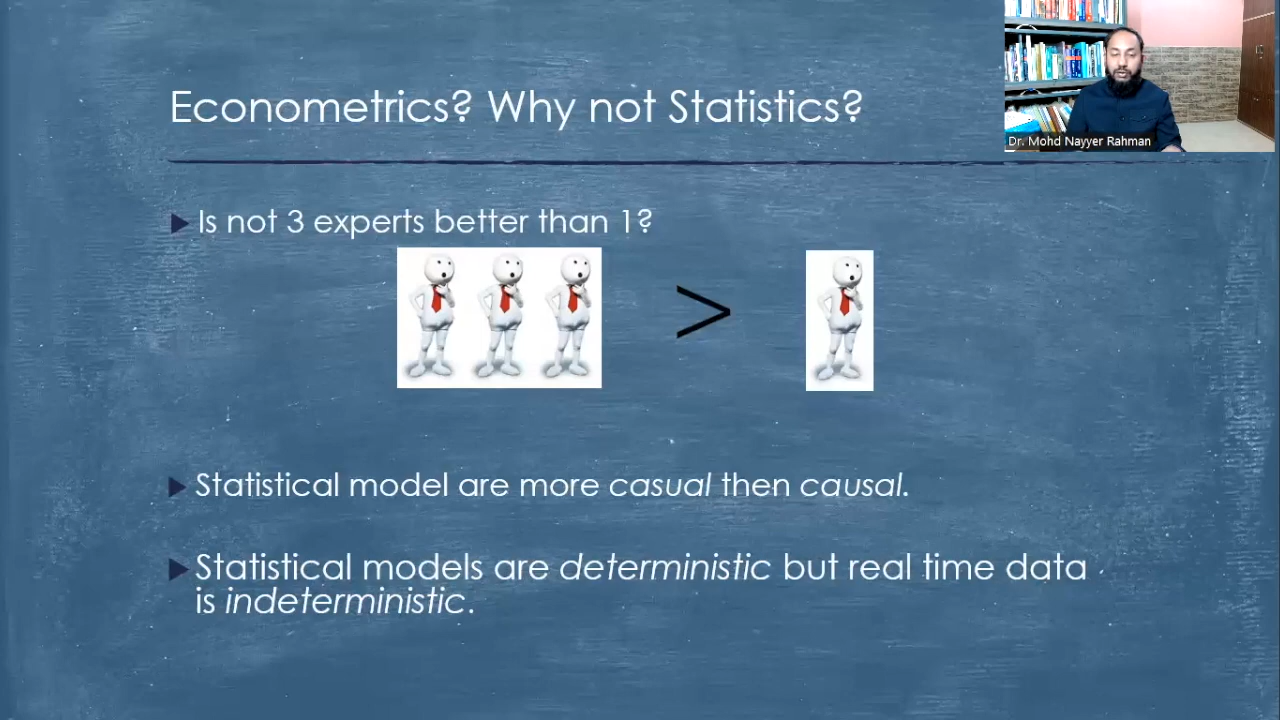 Econometrics? Why not Statistics?
Dr. Mohd Nayyer Rahman
Is not 3 experts better than 1?
>
Statistical model are more casual then causal.
Statistical models are deterministic but real time data
is indeterministic.